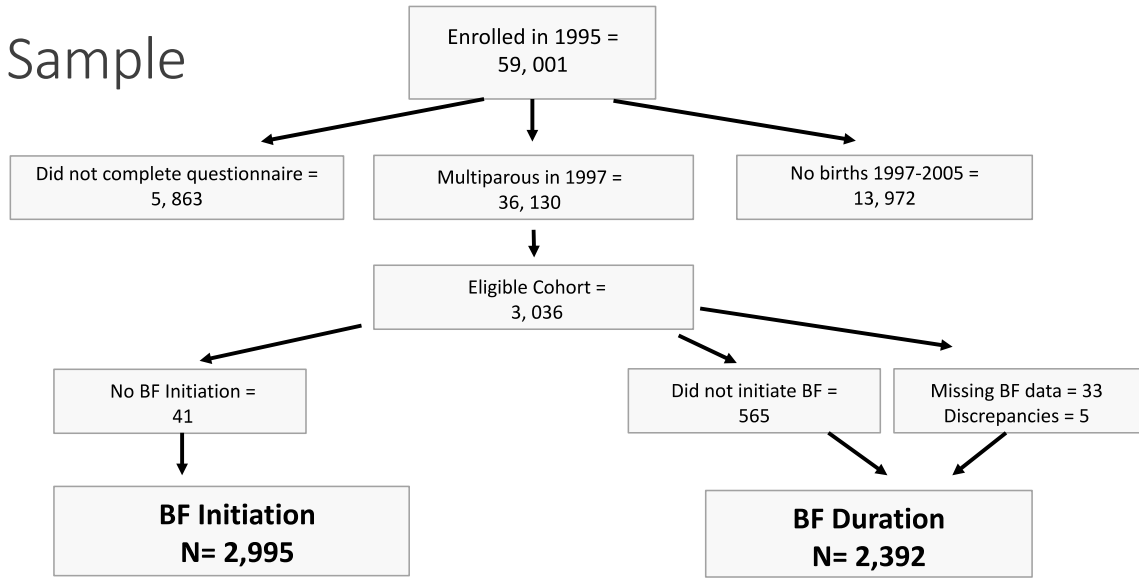 Sample
Enrolled in 1995 =
59, 001
Did not complete questionnaire =
5, 863
Multiparous in 1997 =
36, 130
No births 1997-2005 =
13, 972
Eligible Cohort =
3, 036
No BF Initiation =
41
Did not initiate BF =
565
Missing BF data = 33
Discrepancies = 5
BF Initiation
N= 2,995
BF Duration
N= 2,392